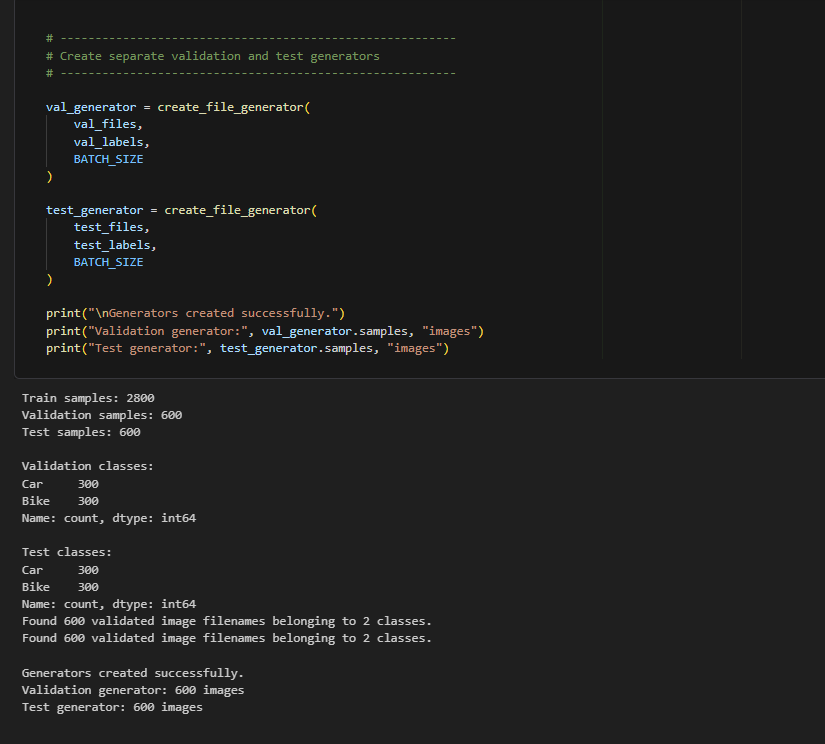 # ---------------------------------------------------------
# Create separate validation and test generators
# ---------------------------------------------------------
val_generator = create_file_generator(
    val_files,
    val_labels,
    BATCH_SIZE
)
test_generator = create_file_generator(
    test_files,
    test_labels,
    BATCH_SIZE
)
print("\nGenerators created successfully.")
print("Validation generator:", val_generator.samples, "images")
print("Test generator:", test_generator.samples, "images")
Train samples: 2800
Validation samples: 600
Test samples: 600
Validation classes:
Car     300
Bike    300
Name: count, dtype: int64
Test classes:
Car     300
Bike    300
Name: count, dtype: int64
Found 600 validated image filenames belonging to 2 classes.
Found 600 validated image filenames belonging to 2 classes.
Generators created successfully.
Validation generator: 600 images
Test generator: 600 images